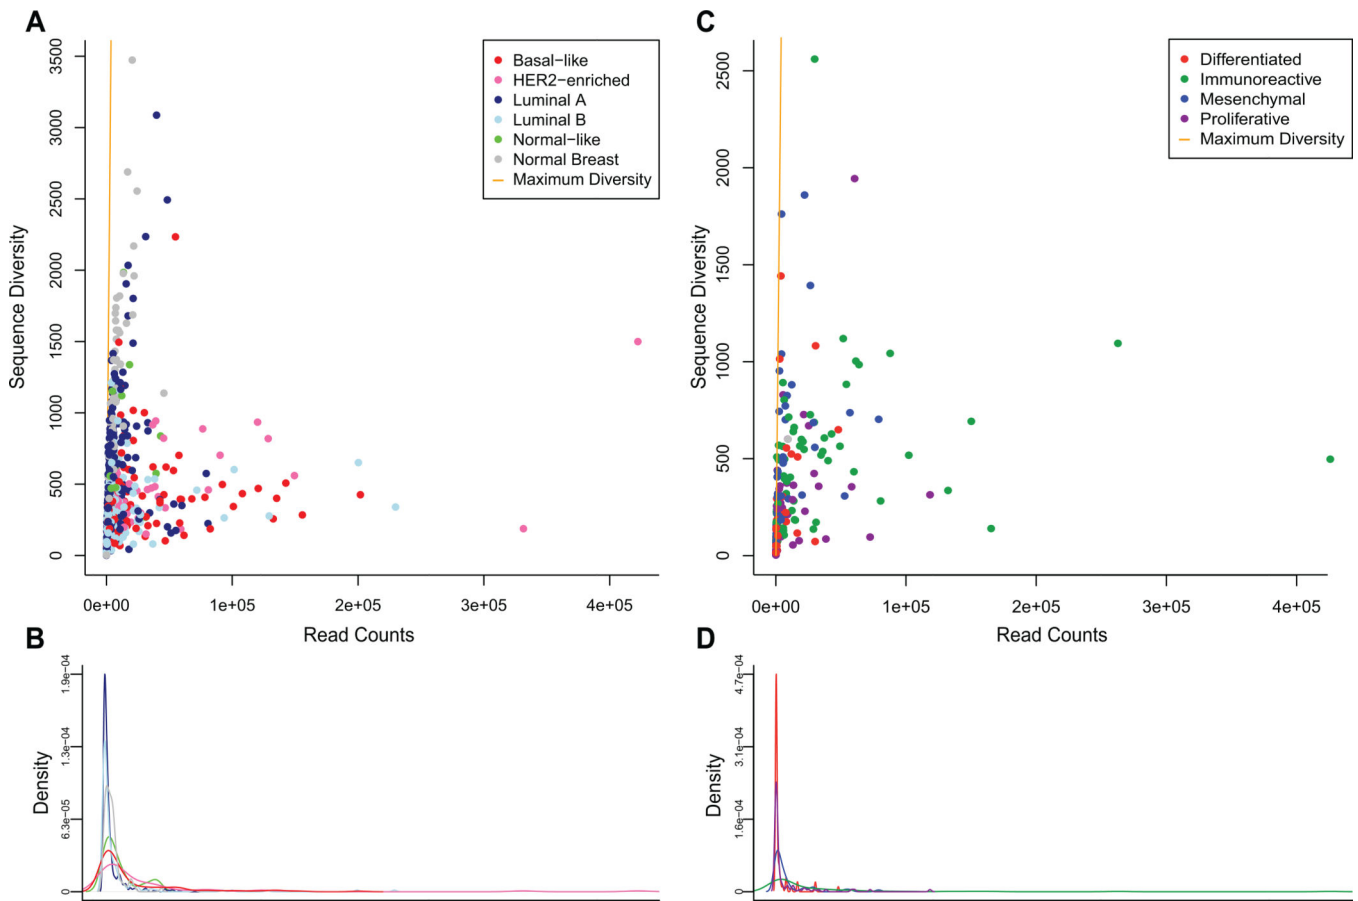 A
Sequence Diversity
3500
3000
2500
2000
1500
1000
500
0
Basal−like
HER2−enriched
Luminal A
Luminal B
Normal−like
Normal Breast
Maximum Diversity
0e+00 1e+05 2e+05 3e+05 4e+05
Read Counts
B
Density
1.9e−04
1.3e−04
6.3e−05
0
C
Sequence Diversity
2500
2000
1500
1000
500
0
Differentiated
Immunoreactive
Mesenchymal
Proliferative
Maximum Diversity
0e+00 1e+05 2e+05 3e+05 4e+05
Read Counts
D
Density
4.7e−04
3.1e−04
1.6e−04
0